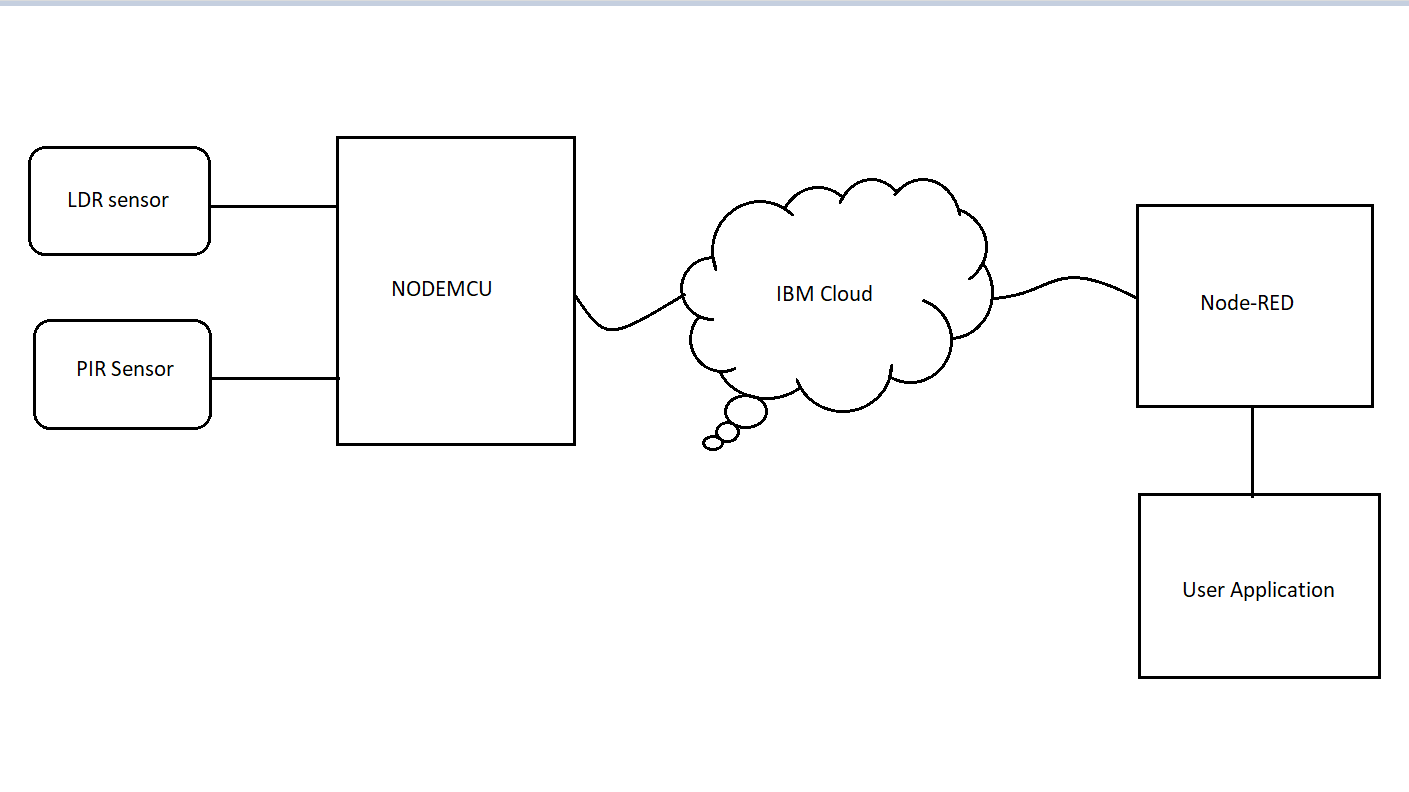 LDR sensor
PIR Sensor
NODEMCU
IBM Cloud
Node-RED
User Application